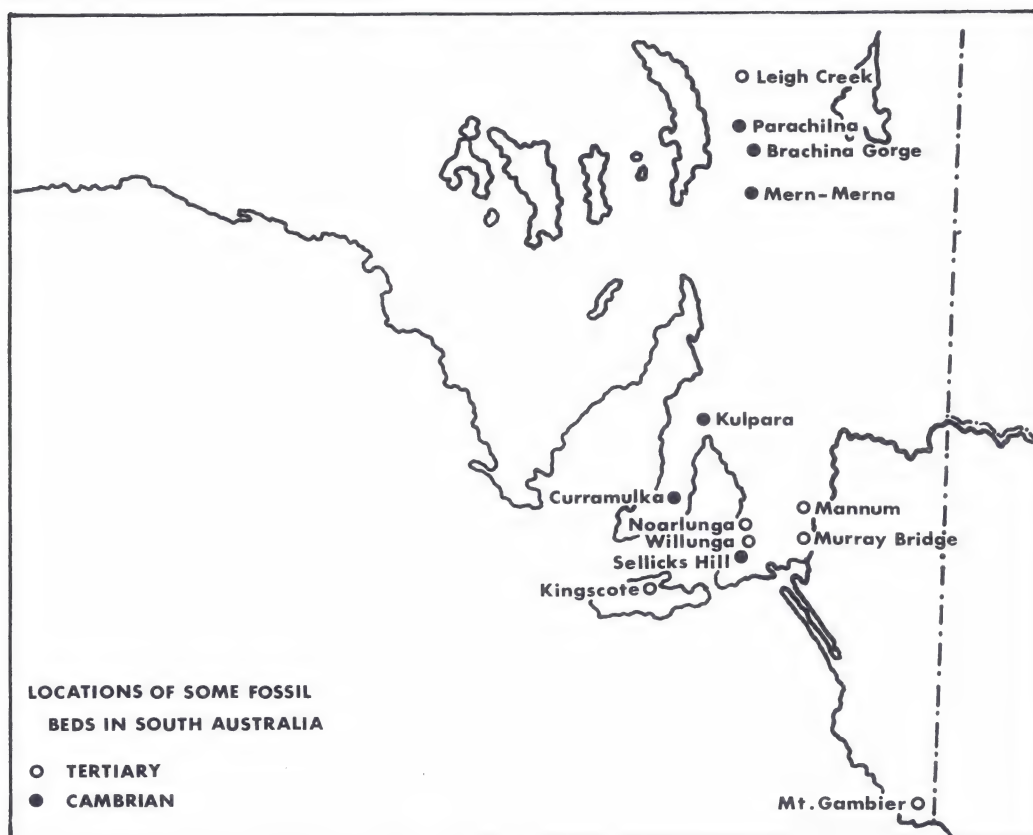 Leigh Creek
Parachilna
Brachina Gorge
Mern-Merna
Kulpara
Curramulka
Mannum
Noarlunga
Willunga
Murray Bridge
Sellicks Hill
Kingscote
LOCATIONS OF SOME FOSSIL
BEDS IN SOUTH AUSTRALIA
TERTIARY
CAMBRIAN
Mt. Gambier